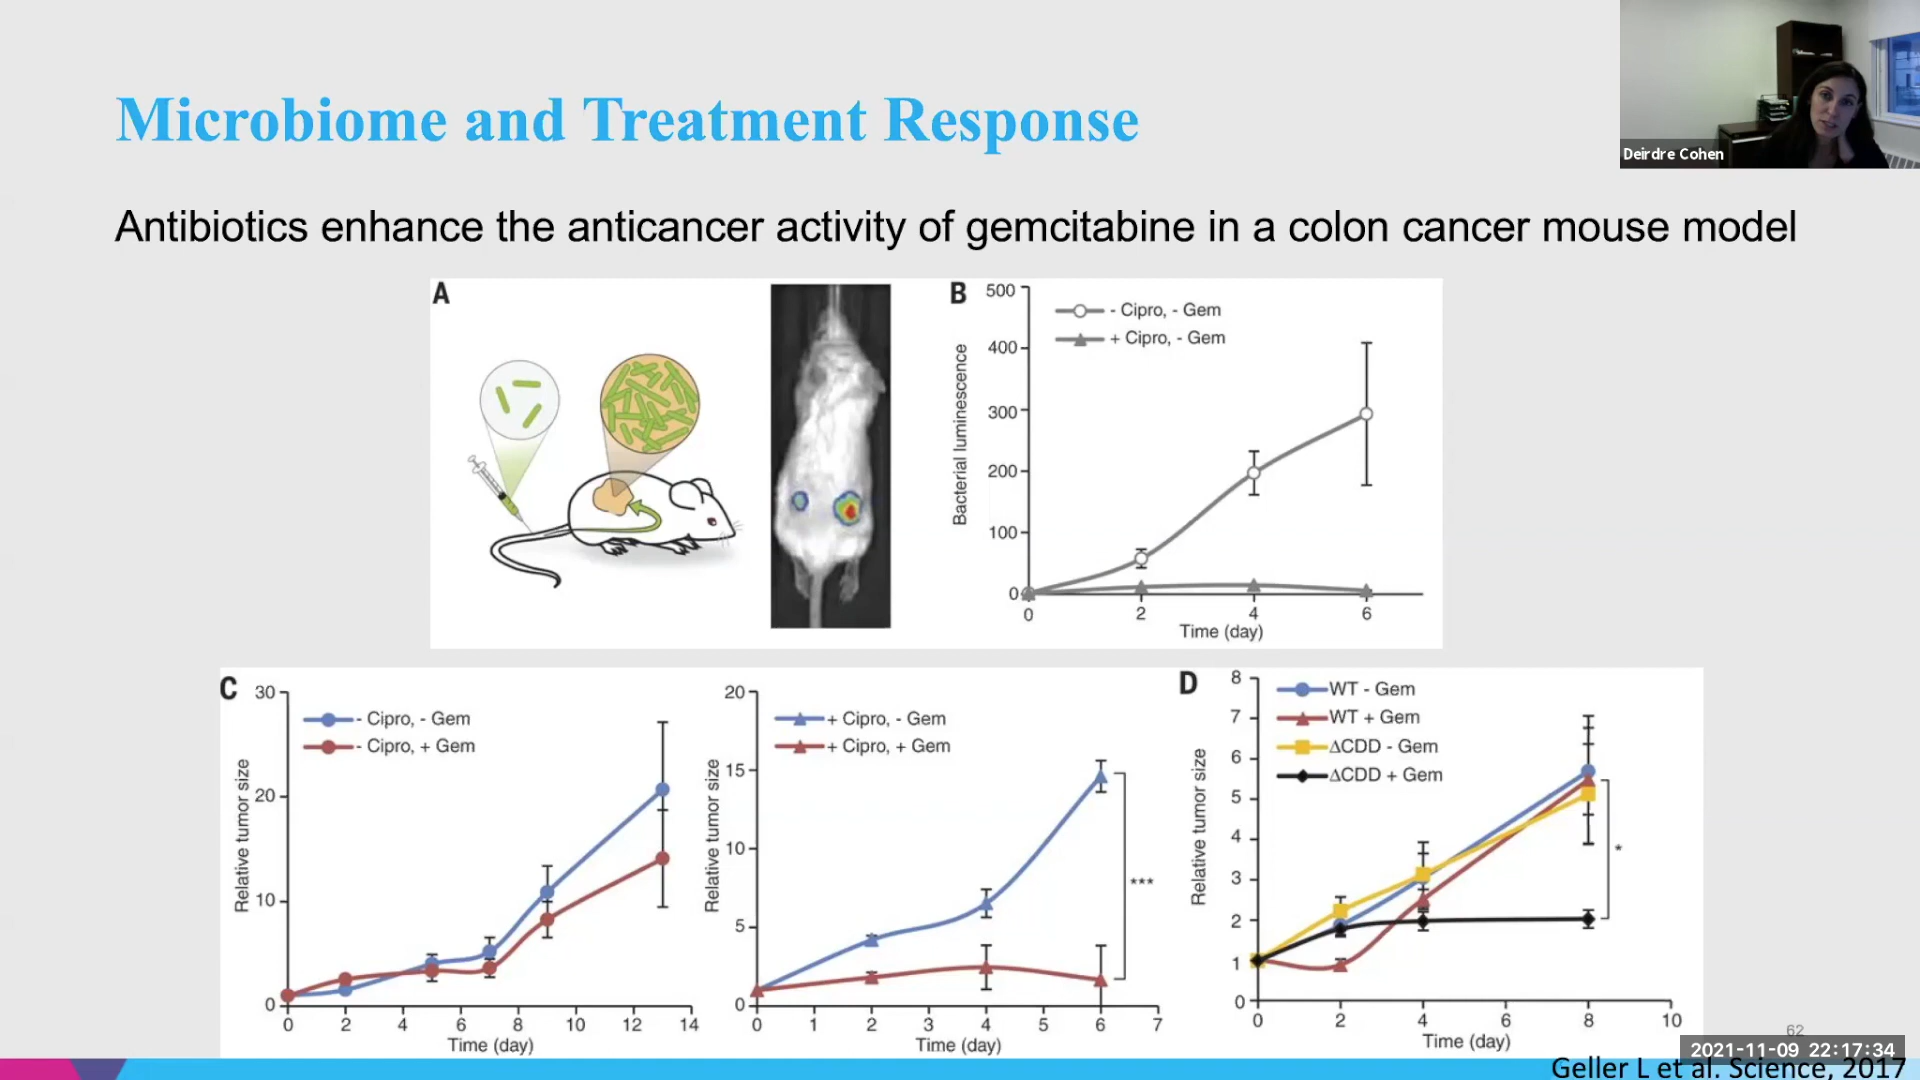 Microbiome and Treatment Response
Deirdre Cohen
Antibiotics enhance the anticancer activity of gemcitabine in a colon cancer mouse model
A
B
500
400
300
200
100
0
Bacterial luminescence
- Cipro, - Gem
+ Cipro, - Gem
0 2 4 6
Time (day)
C
30
20
10
0
Relative tumor size
- Cipro, - Gem
- Cipro, + Gem
0 2 4 6 8 10 12 14
Time (day)
20
15
10
5
0
Relative tumor size
+ Cipro, - Gem
+ Cipro, + Gem
***
0 1 2 3 4 5 6 7
Time (day)
D
8
7
6
5
4
3
2
1
0
Relative tumor size
WT - Gem
WT + Gem
ΔCDD - Gem
ΔCDD + Gem
*
0 2 4 6 8 10
Time (day)
62
2021-11-09 22:17:34
Geller L et al. Science, 2017